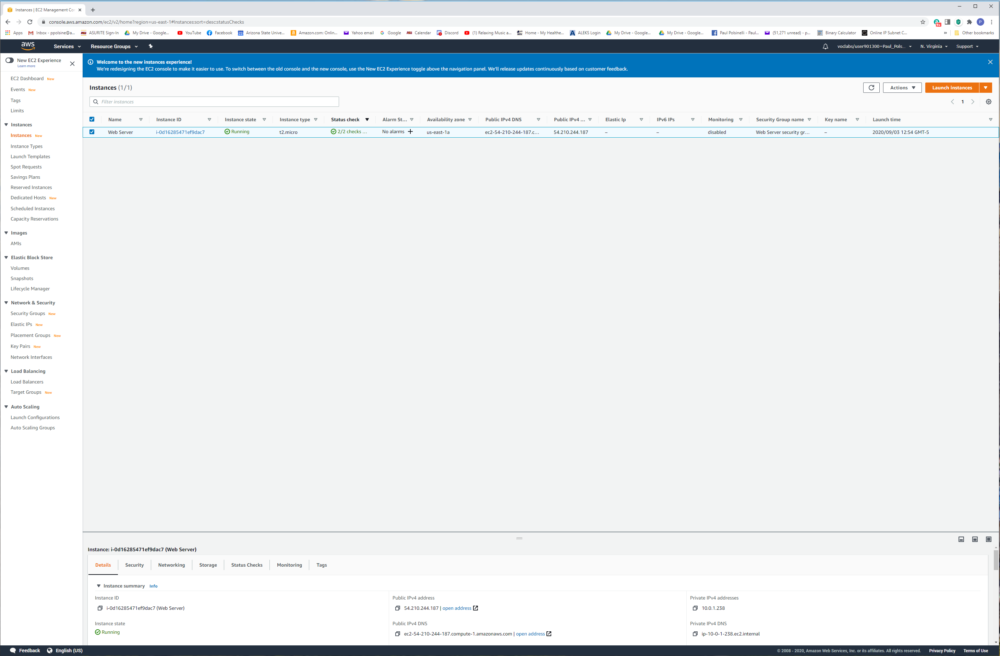 Instances | EC2 Management Con
console.aws.amazon.com/ec2/v2/home?region=us-east-1#Instances:sort=desc:statusChecks
9+
P
Apps
Inbox - ppolsine@a...
ASURITE Sign-In
My Drive - Google...
YouTube
Facebook
22 Arizona State Unive...
Amazon.com: Onlin...
Yahoo email
Google
ASU Calendar
Discord
(1) Relaxing Music a...
Home - My Healthe...
ALEKS Login
My Drive - Google...
My Drive - Google...
Paul Polsinelli - Paul...
(51,271 unread) - p...
Binary Calculator
Online IP Subnet C...
»
Other bookmarks
aws
Services
Resource Groups
voclabs/user901300=Paul_Pols...
N. Virginia
Support
New EC2 Experience
Learn more
EC2 Dashboard New
Events New
Tags
Limits
Instances
Instances New
Instance Types
Launch Templates
Spot Requests
Savings Plans
Reserved Instances
Dedicated Hosts New
Scheduled Instances
Capacity Reservations
Images
AMIs
Elastic Block Store
Volumes
Snapshots
Lifecycle Manager
Network & Security
Security Groups New
Elastic IPs New
Placement Groups New
Key Pairs New
Network Interfaces
Load Balancing
Load Balancers
Target Groups New
Auto Scaling
Launch Configurations
Auto Scaling Groups
Welcome to the new instances experience!
We're redesigning the EC2 console to make it easier to use. To switch between the old console and the new console, use the New EC2 Experience toggle above the navigation panel. We'll release updates continuously based on customer feedback.
Instances (1/1)
Actions
Launch instances
Filter instances
1
Name Instance ID Instance state Instance type Status check Alarm St... Availability zone Public IPv4 DNS Public IPv4 ... Elastic Ip IPv6 IPs Monitoring Security Group name Key name Launch time
Web Server i-0d16285471ef9dac7 Running t2.micro 2/2 checks ... No alarms + us-east-1a ec2-54-210-244-187.c... 54.210.244.187 – – disabled Web Server security gr... – 2020/09/03 12:54 GMT-5
Instance: i-0d16285471ef9dac7 (Web Server)
Details
Security
Networking
Storage
Status Checks
Monitoring
Tags
Instance summary Info
Instance ID
i-0d16285471ef9dac7 (Web Server)
Public IPv4 address
54.210.244.187 | open address
Private IPv4 addresses
10.0.1.238
Instance state
Running
Public IPv4 DNS
ec2-54-210-244-187.compute-1.amazonaws.com | open address
Private IPv4 DNS
ip-10-0-1-238.ec2.internal
Feedback
English (US)
© 2008 - 2020, Amazon Web Services, Inc. or its affiliates. All rights reserved.
Privacy Policy
Terms of Use